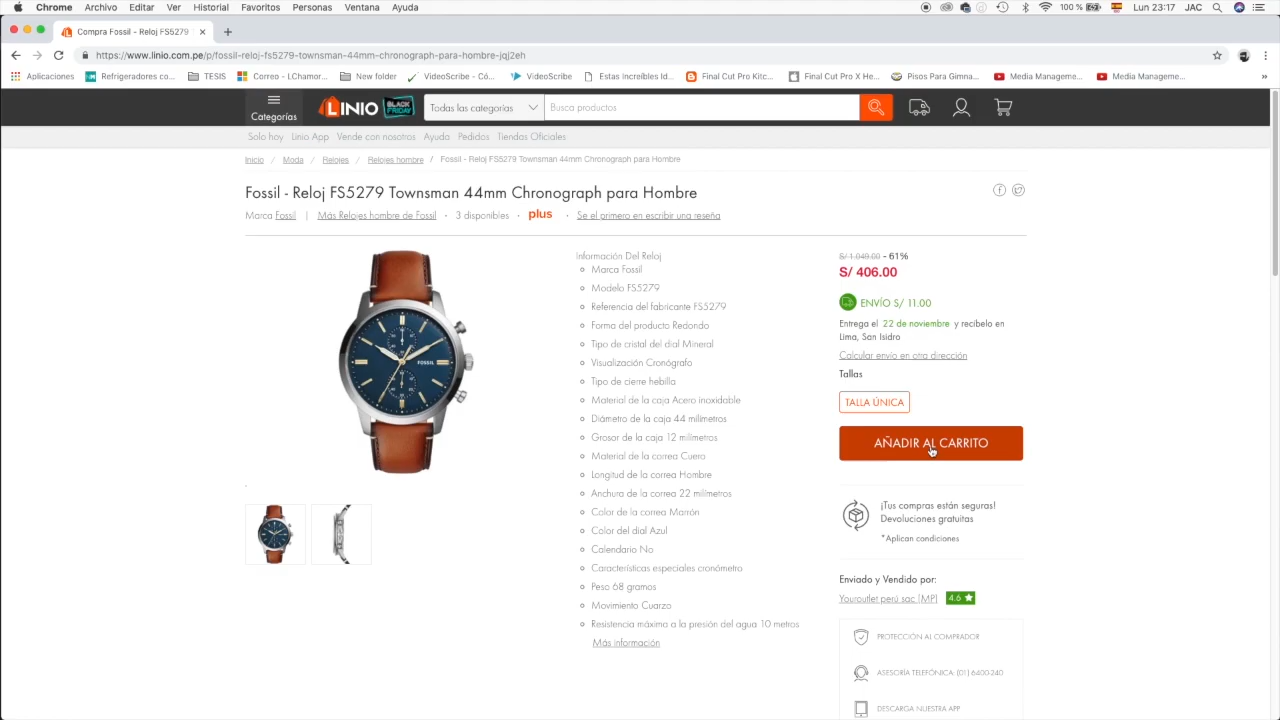 Chrome Archivo Editar Ver Historial Favoritos Personas Ventana Ayuda 100 % Lun 23:17 JAC
Compra Fossil - Reloj FS5279
https://www.linio.com.pe/p/fossil-reloj-fs5279-townsman-44mm-chronograph-para-hombre-jqj2eh
Aplicaciones Refrigeradores co... TESIS Correo - LChamor... New folder VideoScribe - Có... VideoScribe Estas Increíbles Id... Final Cut Pro Kitc... Final Cut Pro X He... Pisos Para Gimna... Media Manageme... Media Manageme...
Categorías LINIO BLACK FRIDAY Todas las categorías Busca productos
Solo hoy Linio App Vende con nosotros Ayuda Pedidos Tiendas Oficiales
Inicio / Moda / Relojes / Relojes hombre / Fossil - Reloj FS5279 Townsman 44mm Chronograph para Hombre
Fossil - Reloj FS5279 Townsman 44mm Chronograph para Hombre
Marca Fossil | Más Relojes hombre de Fossil · 3 disponibles · plus · Se el primero en escribir una reseña
FOSSIL
Información Del Reloj
Marca Fossil
Modelo FS5279
Referencia del fabricante FS5279
Forma del producto Redondo
Tipo de cristal del dial Mineral
Visualización Cronógrafo
Tipo de cierre hebilla
Material de la caja Acero inoxidable
Diámetro de la caja 44 milímetros
Grosor de la caja 12 milímetros
Material de la correa Cuero
Longitud de la correa Hombre
Anchura de la correa 22 milímetros
Color de la correa Marrón
Color del dial Azul
Calendario No
Características especiales cronómetro
Peso 68 gramos
Movimiento Cuarzo
Resistencia máxima a la presión del agua 10 metros
Más información
S/ 1,049.00 - 61%
S/ 406.00
ENVÍO S/ 11.00
Entrega el 22 de noviembre y recibelo en
Lima, San Isidro
Calcular envío en otra dirección
Tallas
TALLA ÚNICA
AÑADIR AL CARRITO
¡Tus compras están seguras!
Devoluciones gratuitas
*Aplican condiciones
Enviado y Vendido por:
Youroutlet perú sac [MP] 4.6
PROTECCIÓN AL COMPRADOR
ASESORÍA TELEFÓNICA: (01) 6400-240
DESCARGA NUESTRA APP